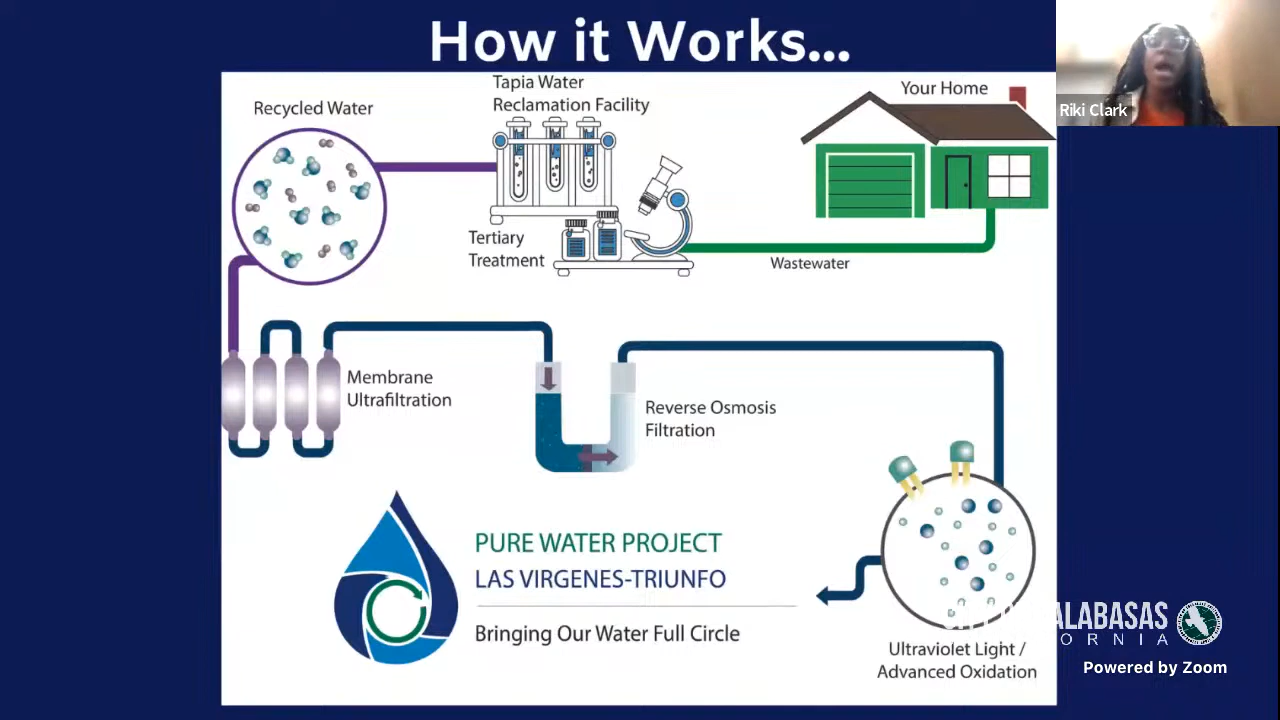 How it Works...
Riki Clark
Recycled Water
Tapia Water
Reclamation Facility
Your Home
Tertiary
Treatment
Wastewater
Membrane
Ultrafiltration
Reverse Osmosis
Filtration
PURE WATER PROJECT
LAS VIRGENES-TRIUNFO
Bringing Our Water Full Circle
Ultraviolet Light /
Advanced Oxidation
ALABASAS
ORNIA
Powered by Zoom